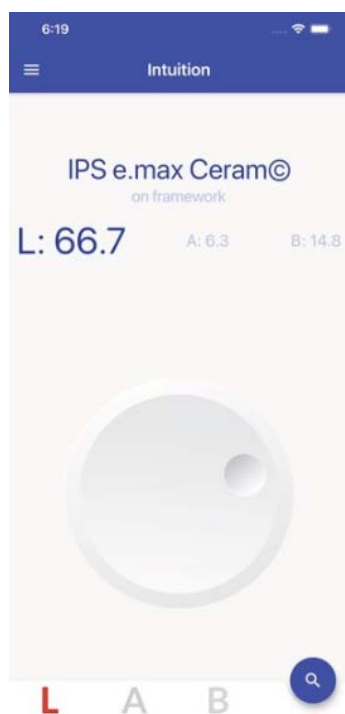 6:19
Intuition
IPS e.max Ceram©
on framework
L: 66.7 A: 6.3 B: 14.8
L A B